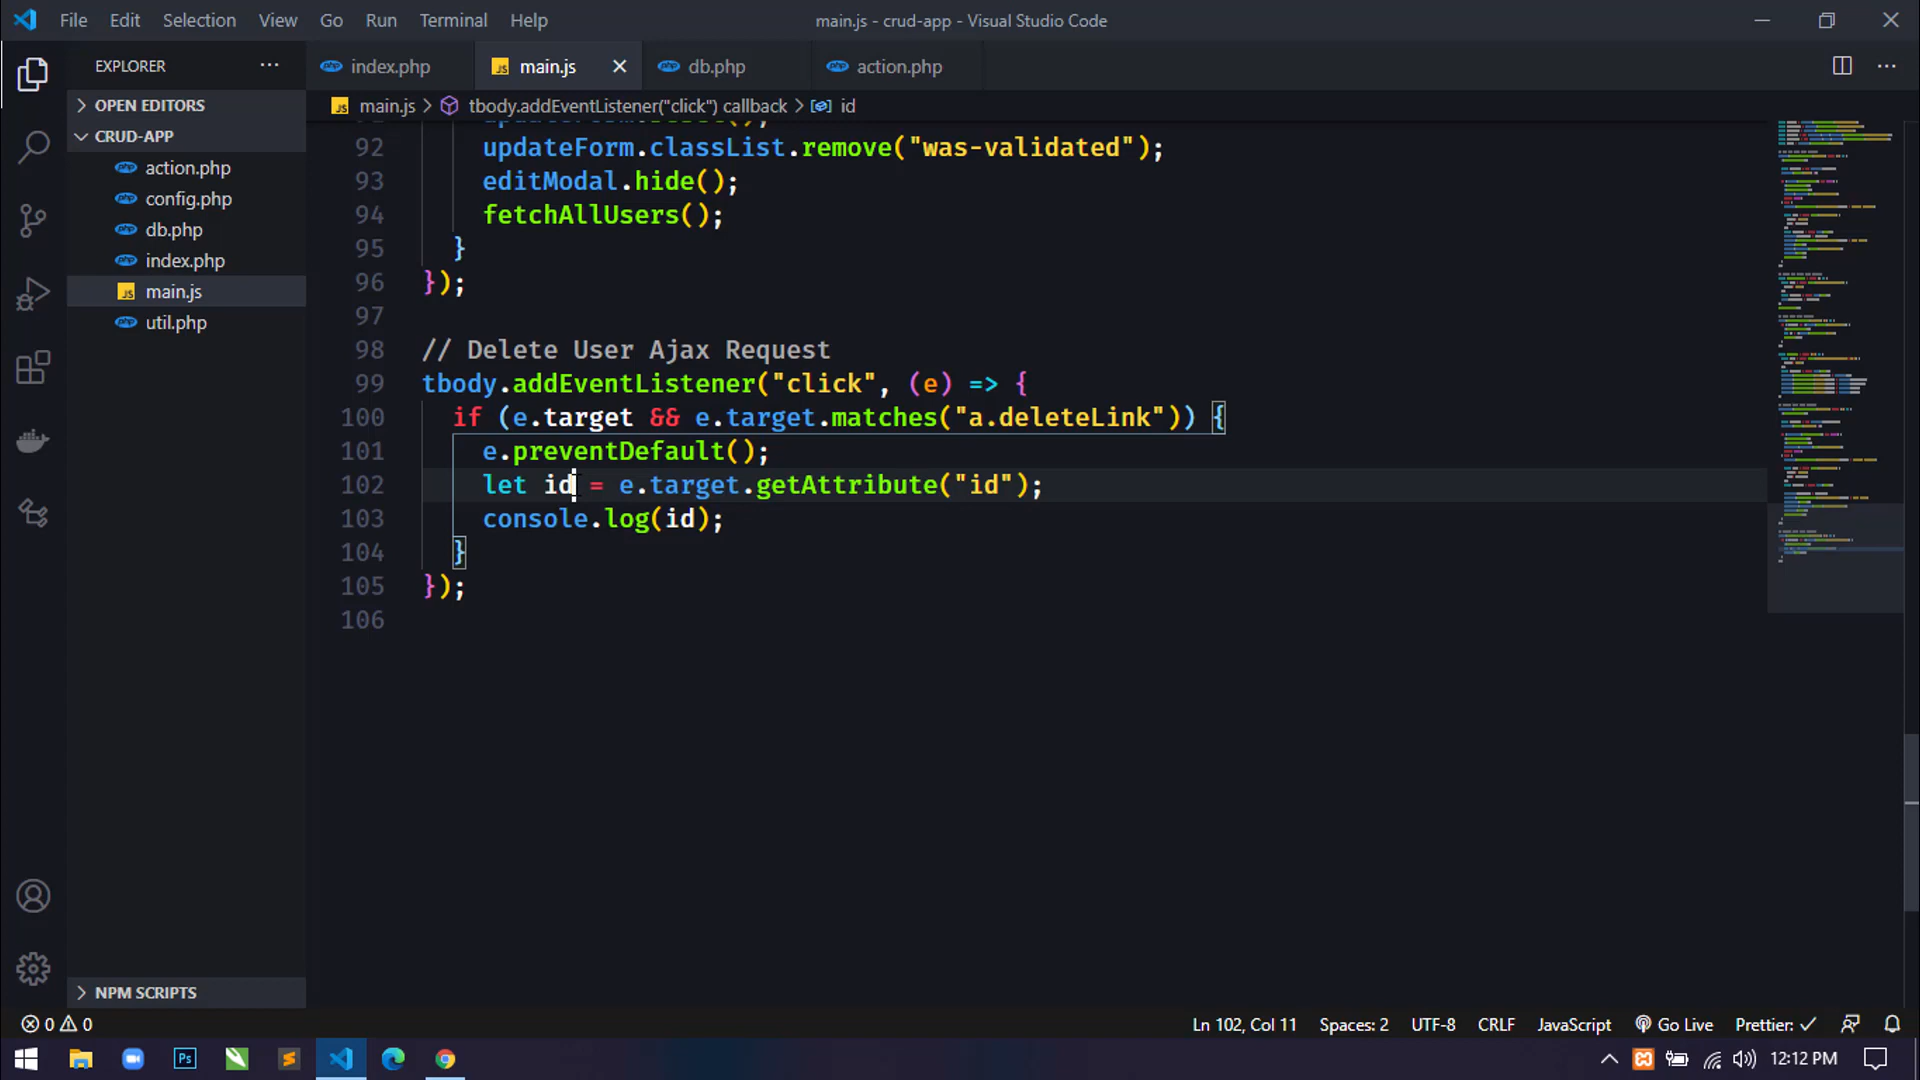 File Edit Selection View Go Run Terminal Help main.js - crud-app - Visual Studio Code
EXPLORER ···
index.php main.js db.php action.php
main.js > tbody.addEventListener("click") callback > id
OPEN EDITORS
CRUD-APP
action.php
config.php
db.php
index.php
main.js
util.php
NPM SCRIPTS
92 updateForm.classList.remove("was-validated");
93 editModal.hide();
94 fetchAllUsers();
95 }
96 });
97
98 // Delete User Ajax Request
99 tbody.addEventListener("click", (e) => {
100 if (e.target && e.target.matches("a.deleteLink")) {
101 e.preventDefault();
102 let id = e.target.getAttribute("id");
103 console.log(id);
104 }
105 });
106
0 0 Ln 102, Col 11 Spaces: 2 UTF-8 CRLF JavaScript Go Live Prettier: ✓
Ps 12:12 PM